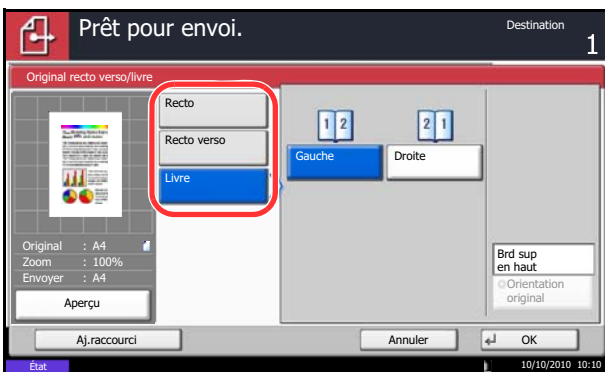 Prêt pour envoi.
Destination
1
Original recto verso/livre
Recto
Recto verso
Livre
1 2
2 1
Gauche
Droite
Original : A4
Zoom : 100%
Envoyer : A4
Aperçu
Brd sup
en haut
Orientation
original
Aj.raccourci
Annuler
OK
État
10/10/2010 10:10